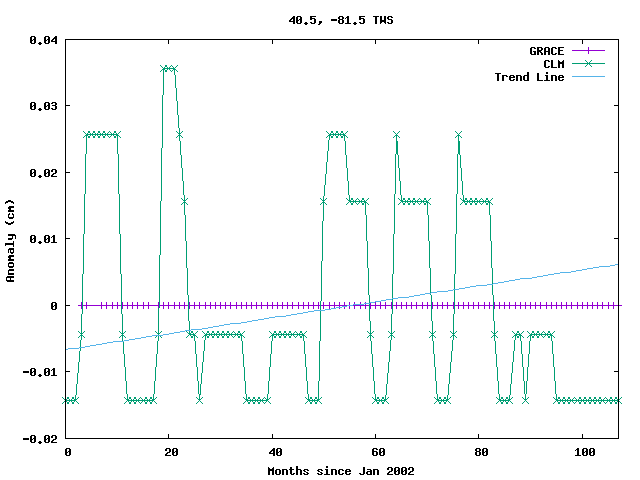 40.5, -81.5 TWS
0.04
GRACE
CLM
Trend Line
0.03
0.02
0.01
0
-0.01
-0.02
Anomaly (cm)
0 20 40 60 80 100
Months since Jan 2002